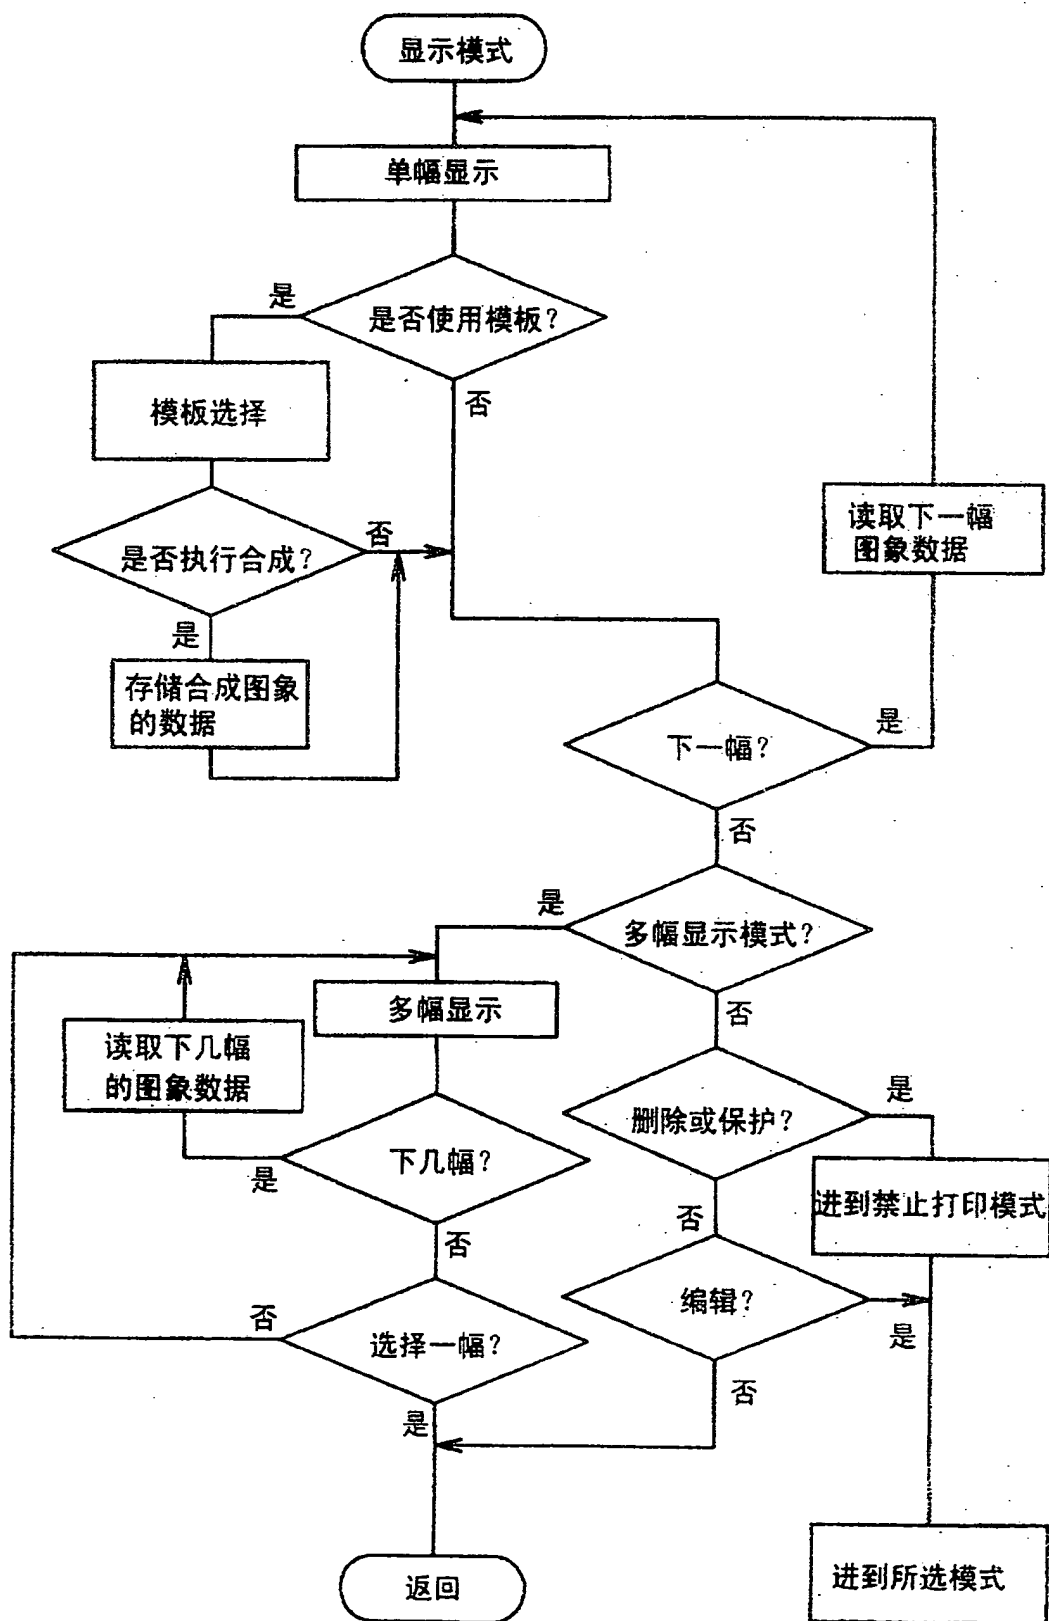 显示模式
单幅显示
是
是否使用模板?
否
模板选择
是否执行合成?
否
是
存储合成图象
的数据
读取下一幅
图象数据
下一幅?
是
否
是
多幅显示模式?
否
多幅显示
读取下几幅
的图象数据
下几幅?
是
否
删除或保护?
是
进到禁止打印模式
否
编辑?
是
否
否
选择一幅?
是
返回
进到所选模式